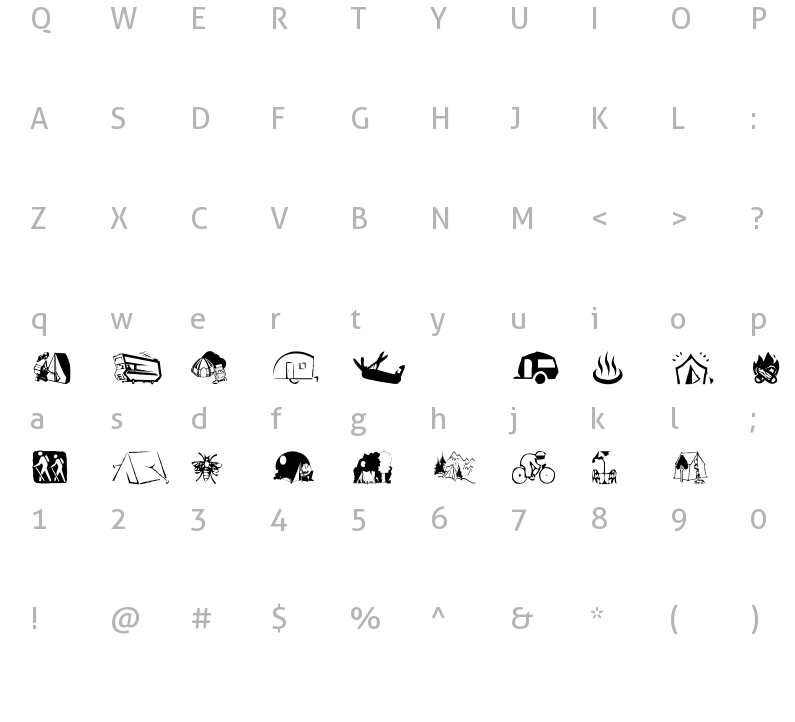 Q W E R T Y U I O P
A S D F G H J K L :
Z X C V B N M < > ?
q w e r t y u i o p
a s d f g h j k l ;
1 2 3 4 5 6 7 8 9 0
! @ # $ % ^ & * ( )